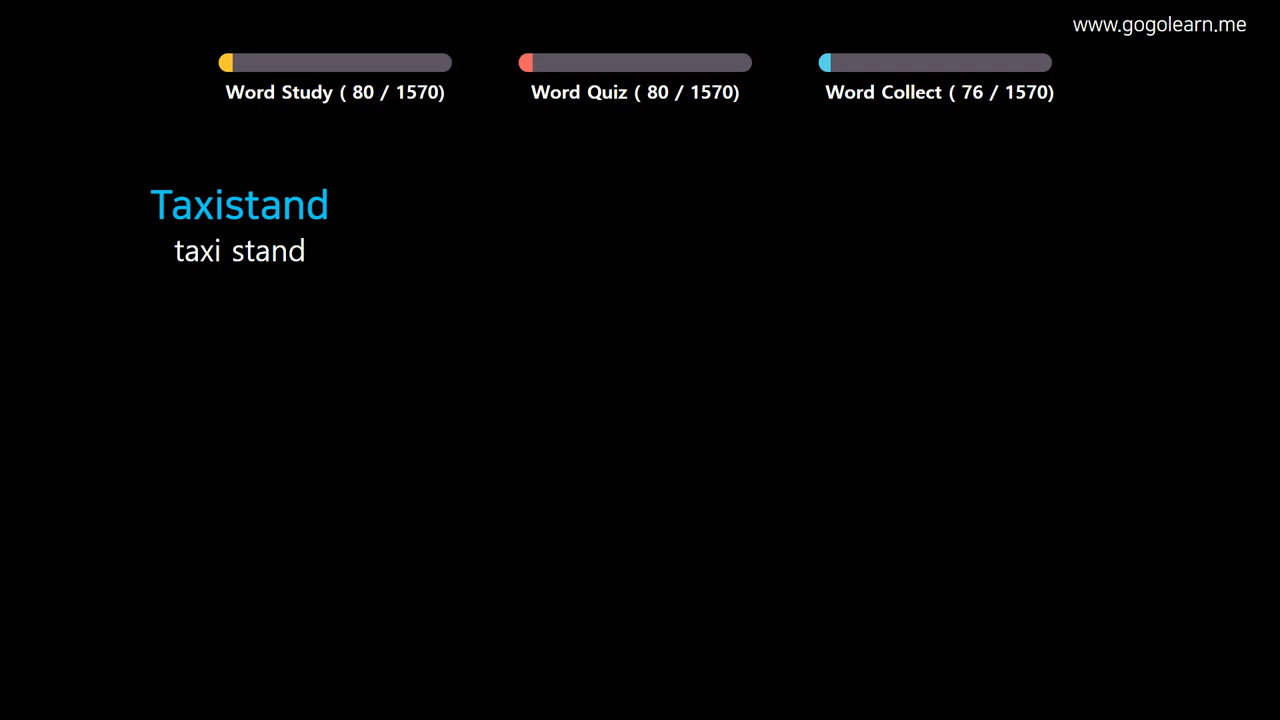 www.gogolearn.me
Word Study ( 80 / 1570)
Word Quiz ( 80 / 1570)
Word Collect ( 76 / 1570)
Taxistand
taxi stand